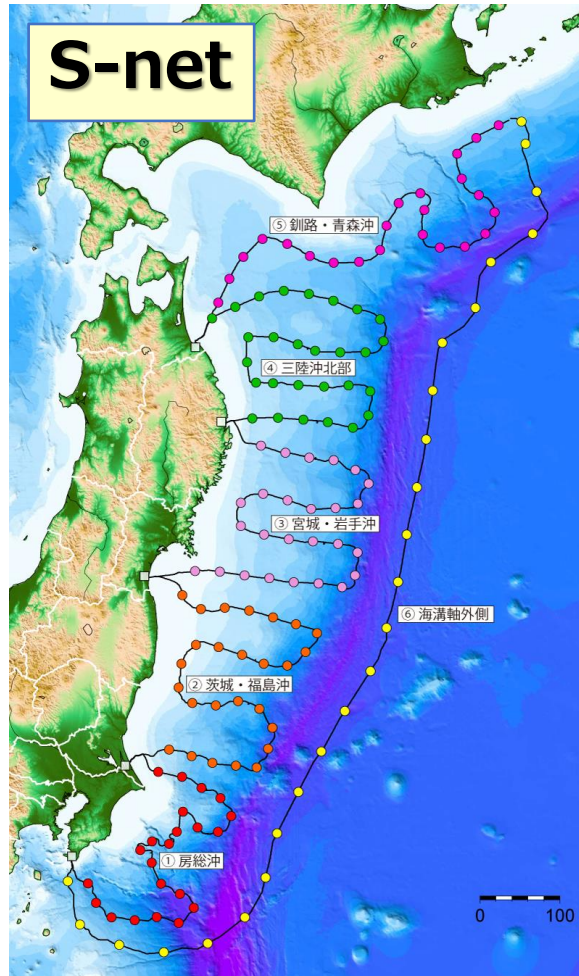 S-net
⑤ 釧路・青森沖
④ 三陸沖北部
③ 宮城・岩手沖
⑥ 海溝軸外側
② 茨城・福島沖
① 房総沖
0 100